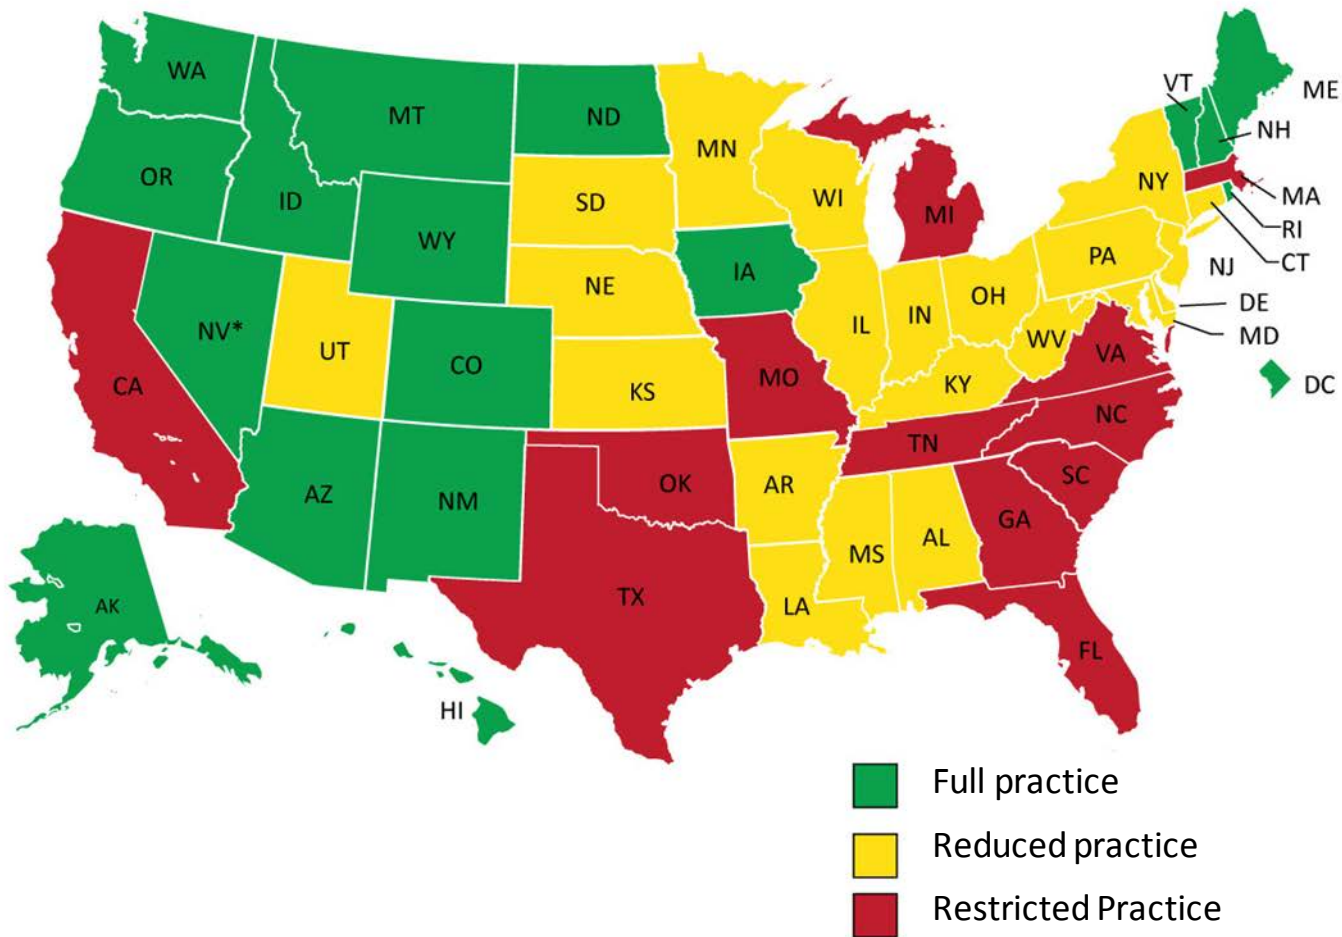 WA
MT
ND
VT
ME
OR
ID
MN
NH
SD
WI
NY
MI
MA
WY
RI
IA
NE
PA
CT
NJ
NV*
UT
CO
IL
IN
OH
DE
WV
MD
VA
CA
KS
MO
KY
DC
NC
TN
AZ
NM
OK
AR
SC
GA
MS
AL
AK
TX
LA
FL
HI
Full practice
Reduced practice
Restricted Practice